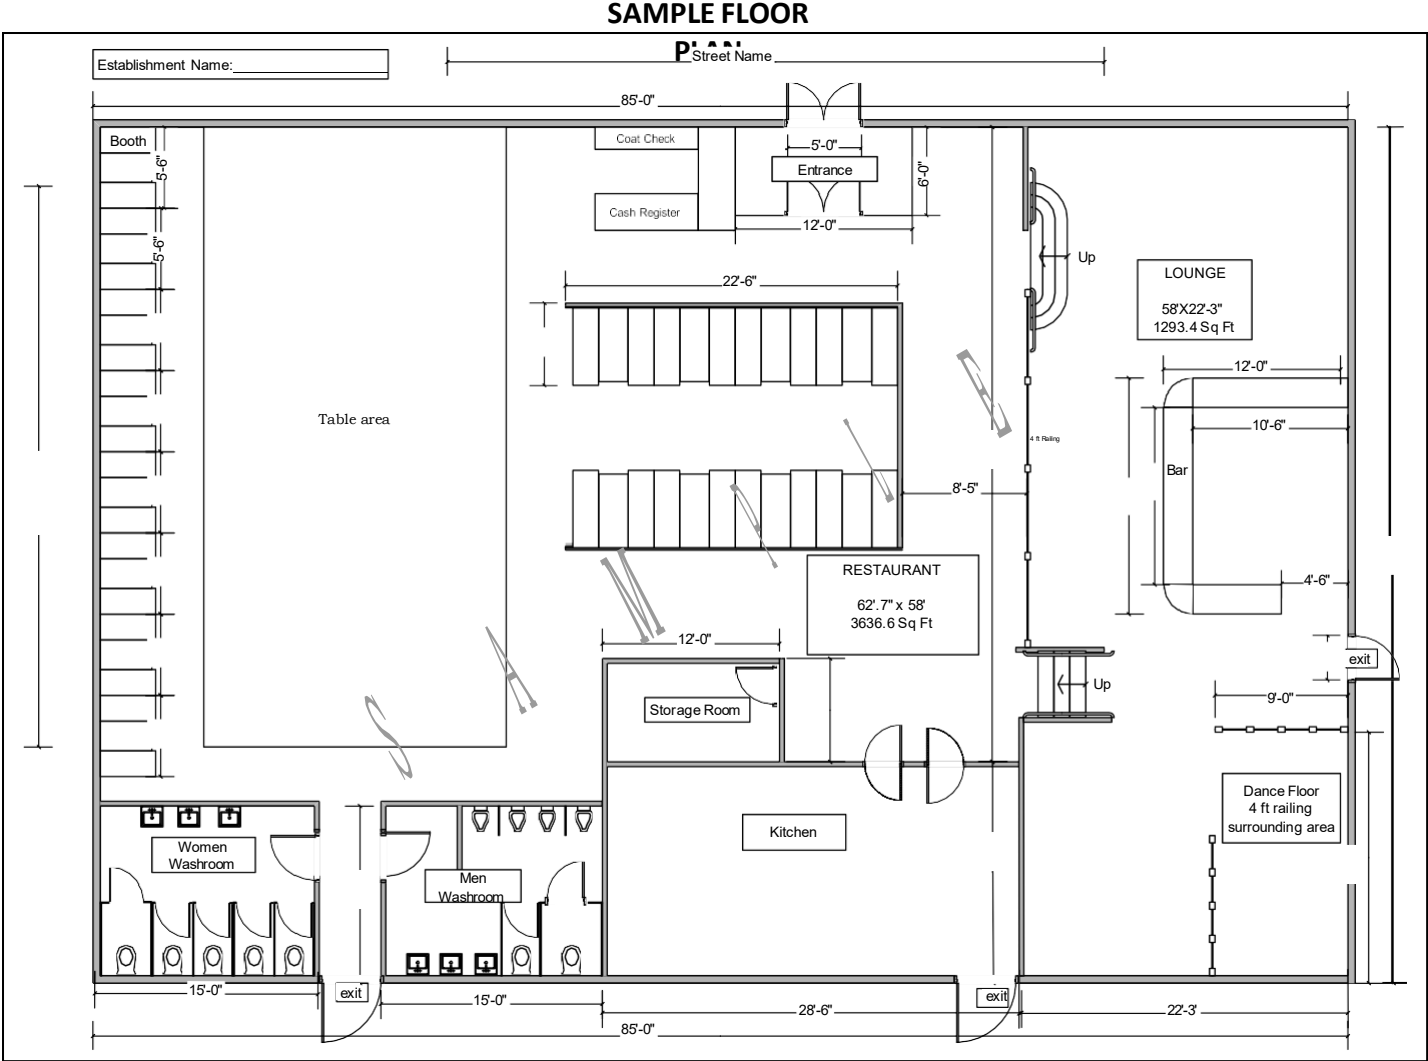 SAMPLE FLOOR
PLAN
Street Name
Establishment Name:
85'-0"
Booth
5'-6"
5'-6"
Coat Check
Cash Register
5'-0"
Entrance
6'-0"
12'-0"
Up
LOUNGE
58'X22'-3"
1293.4 Sq Ft
22'-6"
12'-0"
10'-6"
Table area
4 ft Railing
Bar
8'-5"
RESTAURANT
62'.7" x 58'
3636.6 Sq Ft
4'-6"
12'-0"
exit
Storage Room
Up
9'-0"
Dance Floor
4 ft railing
surrounding area
Kitchen
Women
Washroom
Men
Washroom
SAMPLE
15'-0"
exit
15'-0"
exit
28'-6"
22'-3'
85'-0"